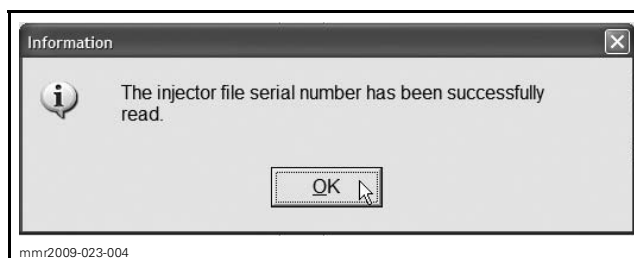 Information
The injector file serial number has been successfully
read.
OK
mmr2009-023-004